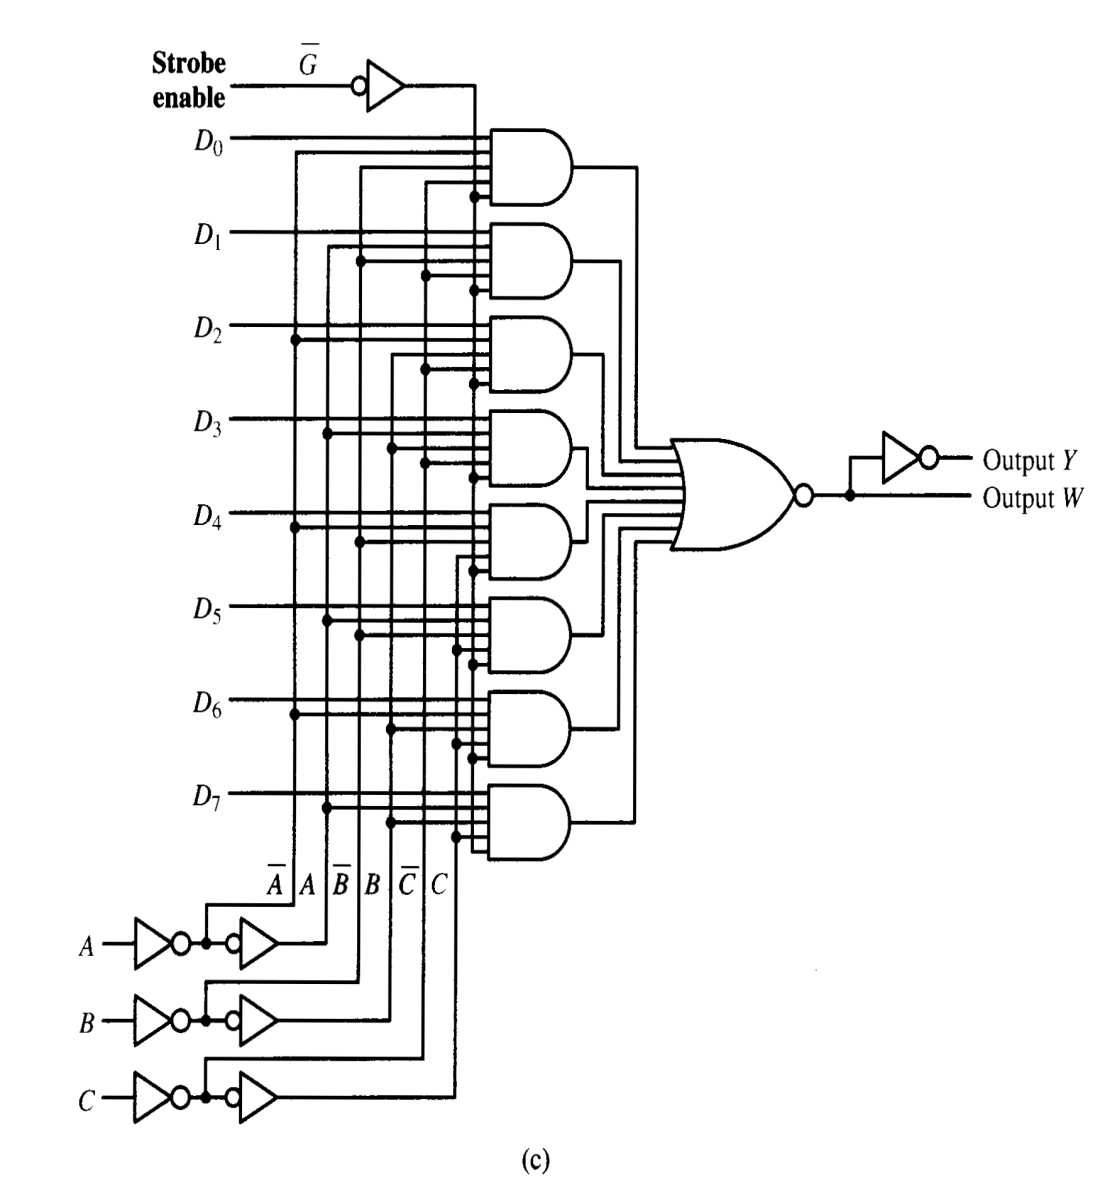 Strobe
enable
G̅
D₀
D₁
D₂
D₃
D₄
D₅
D₆
D₇
Output Y
Output W
A̅ A B̅ B C̅ C
A
B
C
(c)